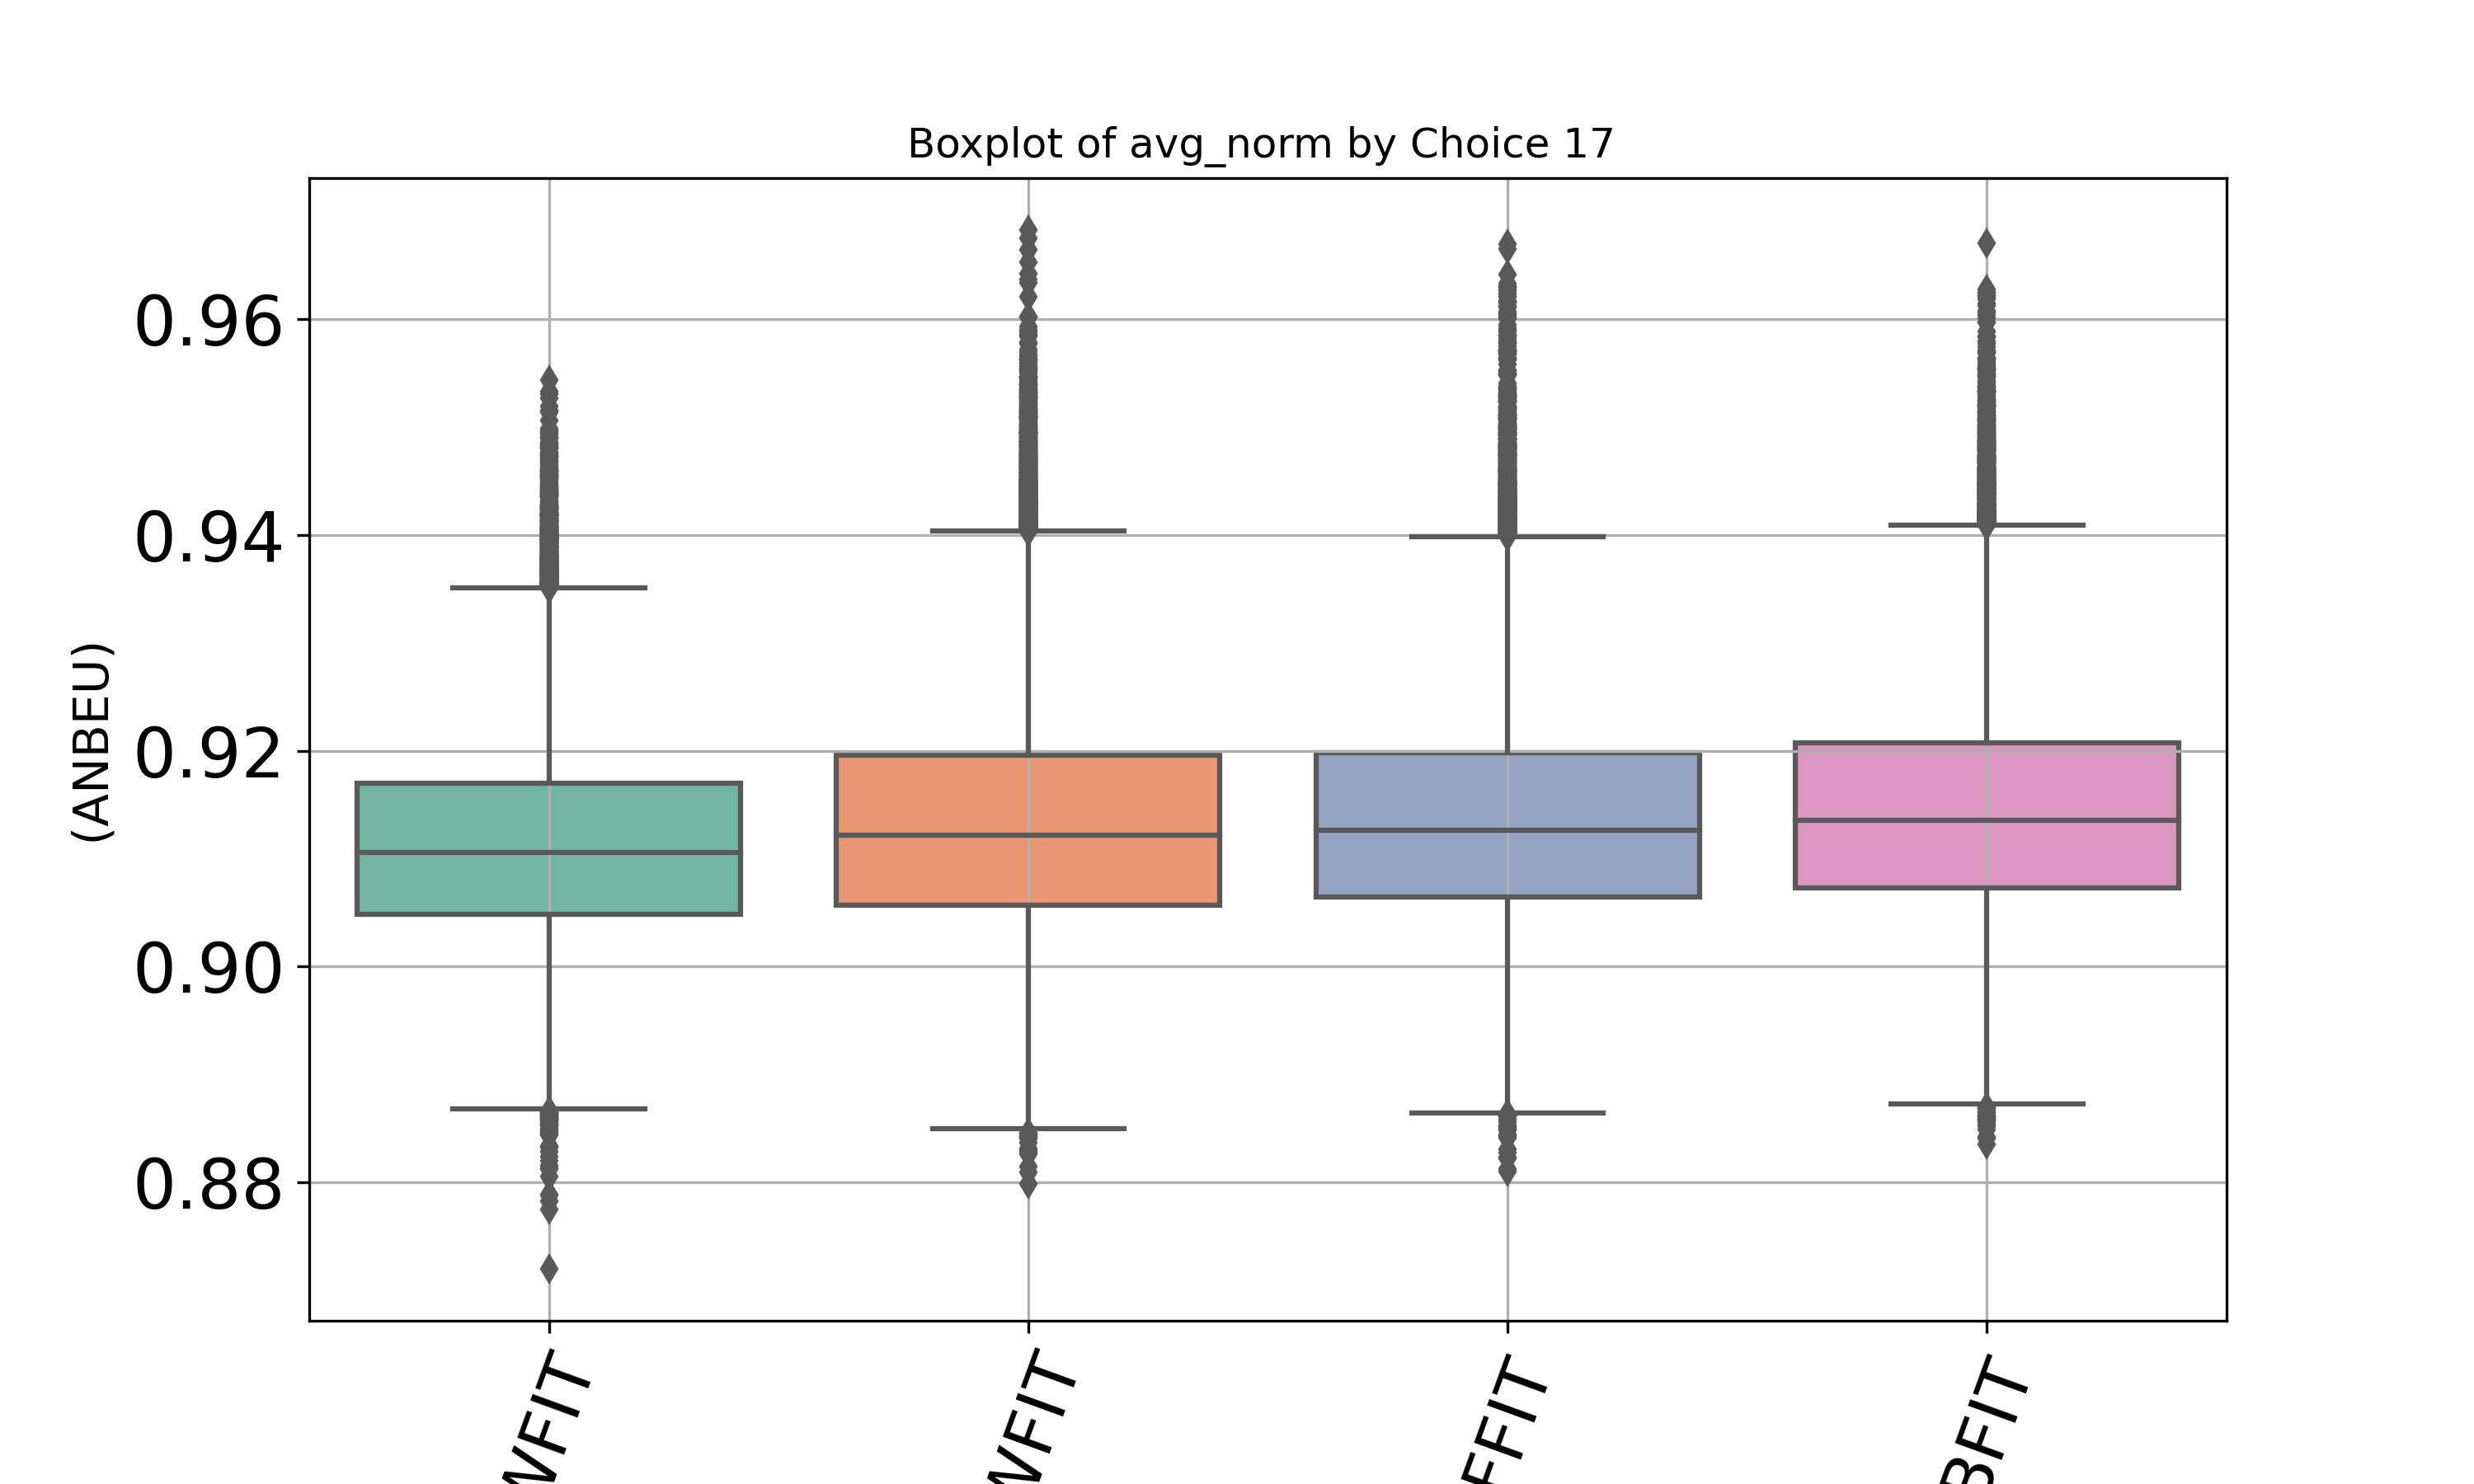 Boxplot of avg_norm by Choice 17
(ANBEU)
0.96
0.94
0.92
0.90
0.88
WFIT
WFIT
FFIT
BFIT